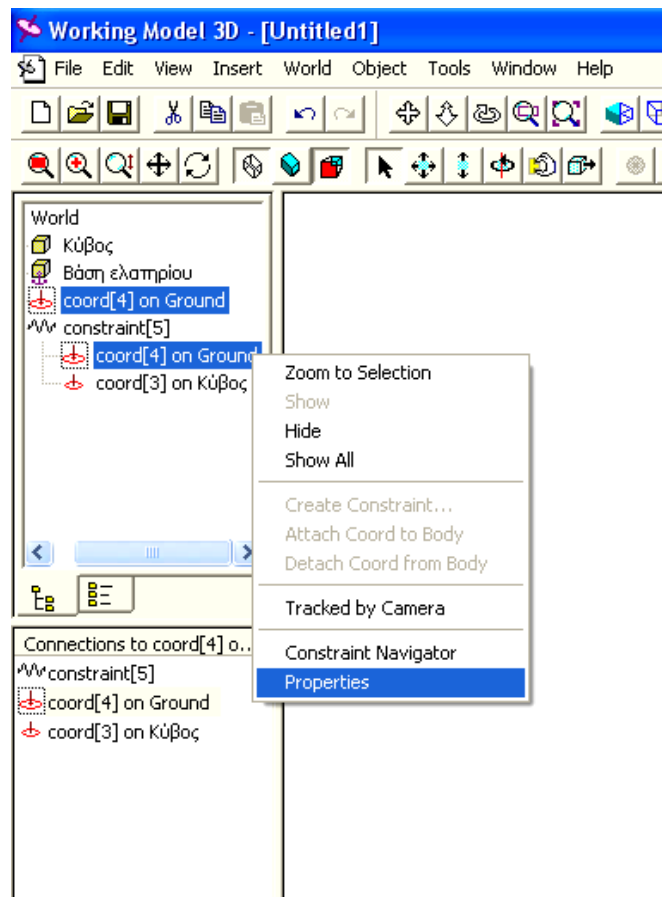 Working Model 3D - [Untitled1]
File Edit View Insert World Object Tools Window Help
World
Κύβος
Βάση ελατηρίου
coord[4] on Ground
constraint[5]
coord[4] on Ground
coord[3] on Κύβος
Zoom to Selection
Show
Hide
Show All
Create Constraint...
Attach Coord to Body
Detach Coord from Body
Tracked by Camera
Constraint Navigator
Properties
Connections to coord[4] o...
constraint[5]
coord[4] on Ground
coord[3] on Κύβος